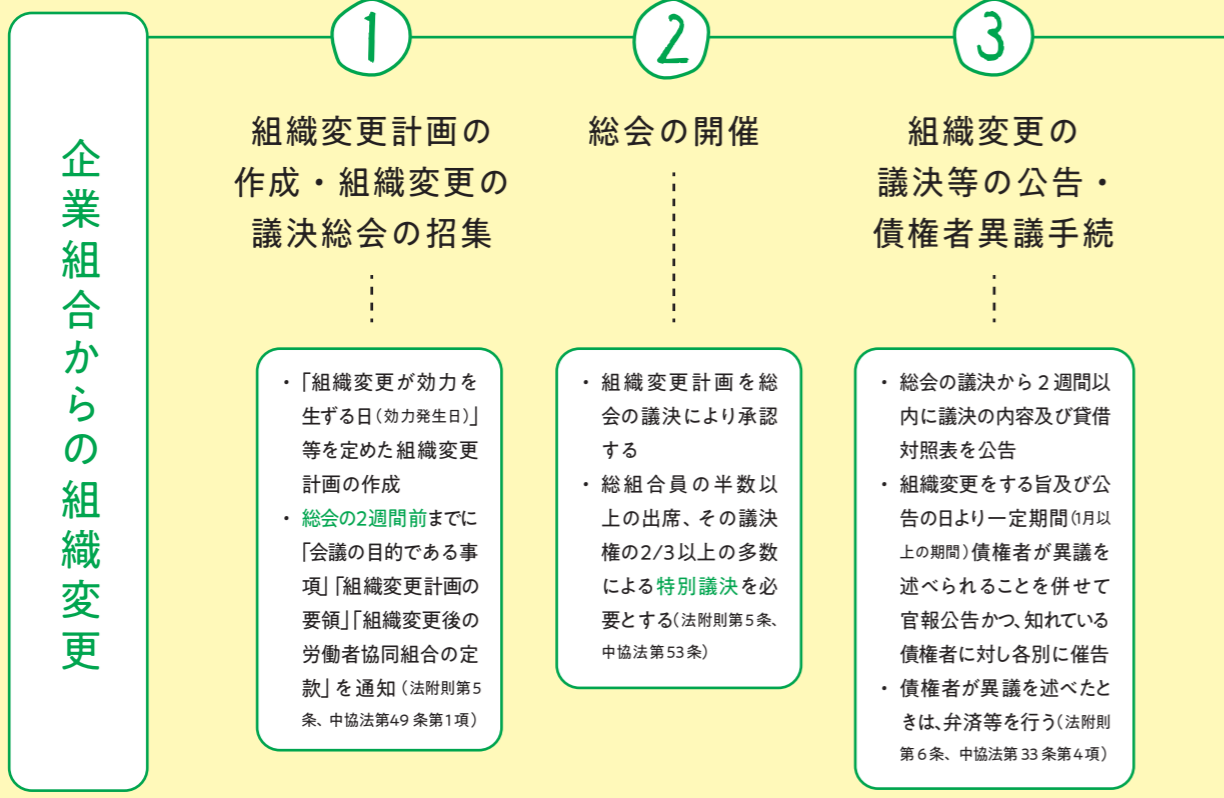 企業組合からの組織変更
1
組織変更計画の
作成・組織変更の
議決総会の招集
・「組織変更が効力を
生ずる日(効力発生日)」
等を定めた組織変更
計画の作成
・総会の2週間前までに
「会議の目的である事
項」「組織変更計画の
要領」「組織変更後の
労働者協同組合の定
款」を通知(法附則第5
条、中協法第49条第1項)
2
総会の開催
・組織変更計画を総
会の議決により承認
する
・総組合員の半数以
上の出席、その議決
権の2/3以上の多数
による特別議決を必
要とする(法附則第5条、
中協法第53条)
3
組織変更の
議決等の公告・
債権者異議手続
・総会の議決から2週間以
内に議決の内容及び貸借
対照表を公告
・組織変更をする旨及び公
告の日より一定期間(1月以
上の期間)債権者が異議を
述べられることを併せて
官報公告かつ、知れている
債権者に対し各別に催告
・債権者が異議を述べたと
きは、弁済等を行う(法附則
第6条、中協法第33条第4項)